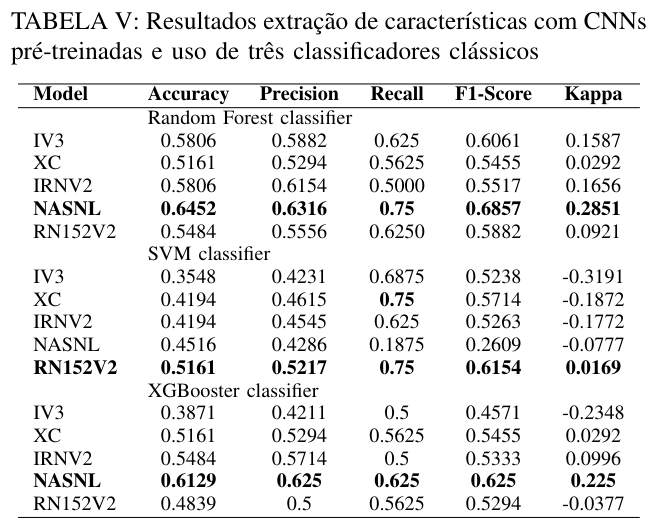 TABELA V: Resultados extração de características com CNNs
pré-treinadas e uso de três classificadores clássicos
Model Accuracy Precision Recall F1-Score Kappa
Random Forest classifier
IV3 0.5806 0.5882 0.625 0.6061 0.1587
XC 0.5161 0.5294 0.5625 0.5455 0.0292
IRNV2 0.5806 0.6154 0.5000 0.5517 0.1656
NASNL 0.6452 0.6316 0.75 0.6857 0.2851
RN152V2 0.5484 0.5556 0.6250 0.5882 0.0921
SVM classifier
IV3 0.3548 0.4231 0.6875 0.5238 -0.3191
XC 0.4194 0.4615 0.75 0.5714 -0.1872
IRNV2 0.4194 0.4545 0.625 0.5263 -0.1772
NASNL 0.4516 0.4286 0.1875 0.2609 -0.0777
RN152V2 0.5161 0.5217 0.75 0.6154 0.0169
XGBooster classifier
IV3 0.3871 0.4211 0.5 0.4571 -0.2348
XC 0.5161 0.5294 0.5625 0.5455 0.0292
IRNV2 0.5484 0.5714 0.5 0.5333 0.0996
NASNL 0.6129 0.625 0.625 0.625 0.225
RN152V2 0.4839 0.5 0.5625 0.5294 -0.0377